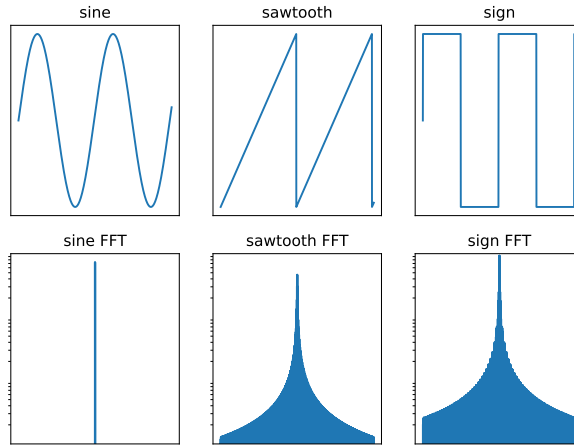 sine
sawtooth
sign
sine FFT
sawtooth FFT
sign FFT